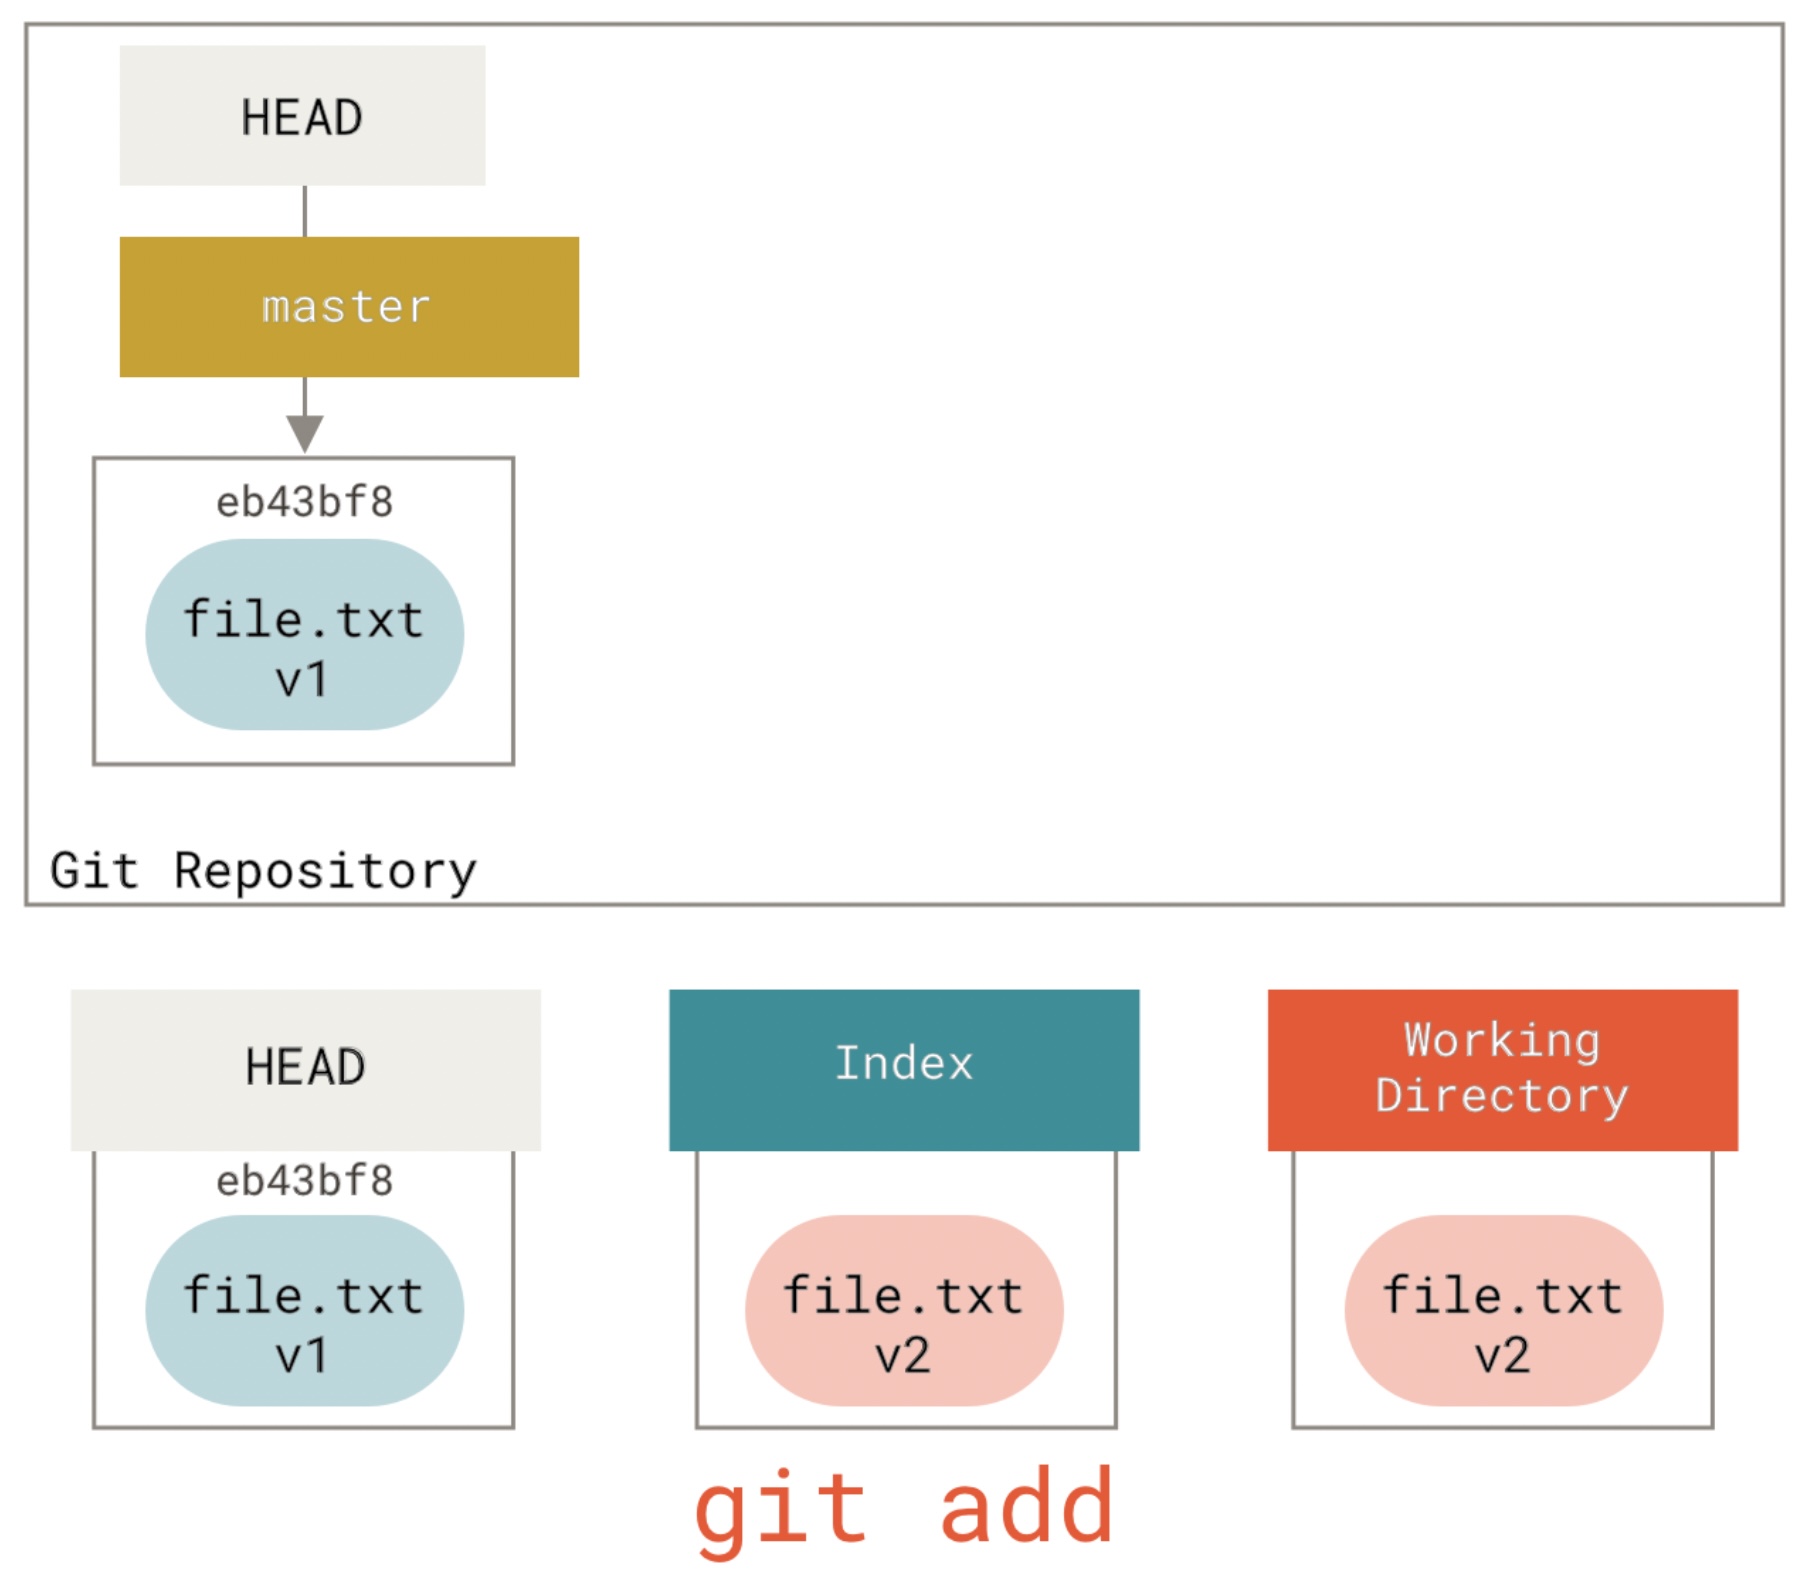 HEAD
master
eb43bf8
file.txt
v1
Git Repository
HEAD
eb43bf8
file.txt
v1
Index
file.txt
v2
Working
Directory
file.txt
v2
git add